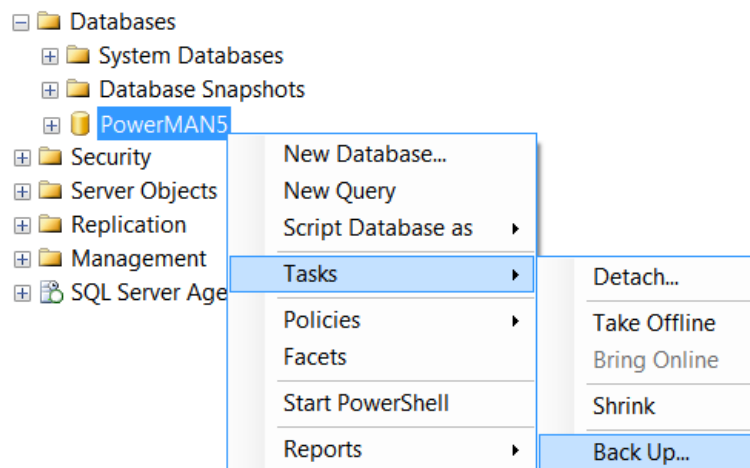 Databases
System Databases
Database Snapshots
PowerMAN5
Security
Server Objects
Replication
Management
SQL Server Age
New Database...
New Query
Script Database as
Tasks
Policies
Facets
Start PowerShell
Reports
Detach...
Take Offline
Bring Online
Shrink
Back Up...